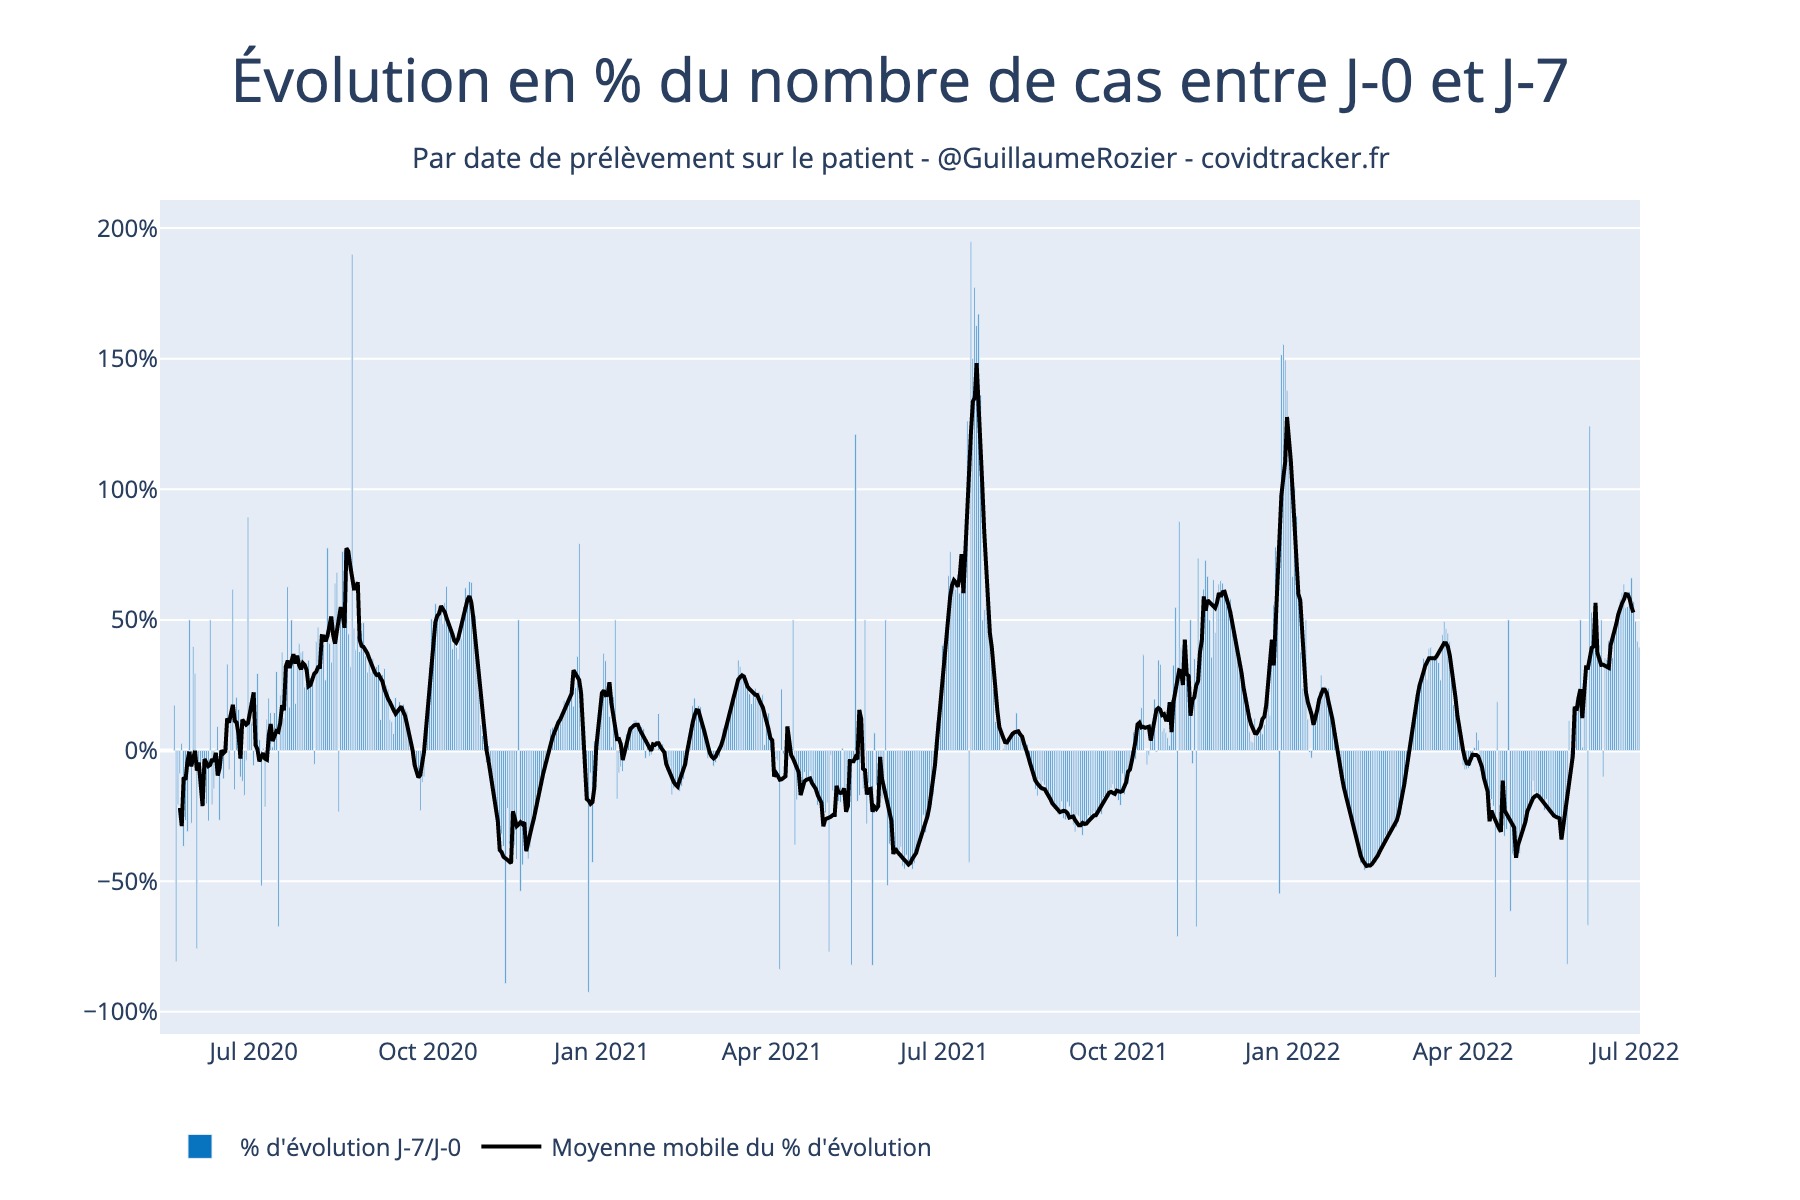 Évolution en % du nombre de cas entre J-0 et J-7
Par date de prélèvement sur le patient - @GuillaumeRozier - covidtracker.fr
200%
150%
100%
50%
0%
−50%
−100%
Jul 2020 Oct 2020 Jan 2021 Apr 2021 Jul 2021 Oct 2021 Jan 2022 Apr 2022 Jul 2022
% d'évolution J-7/J-0 Moyenne mobile du % d'évolution